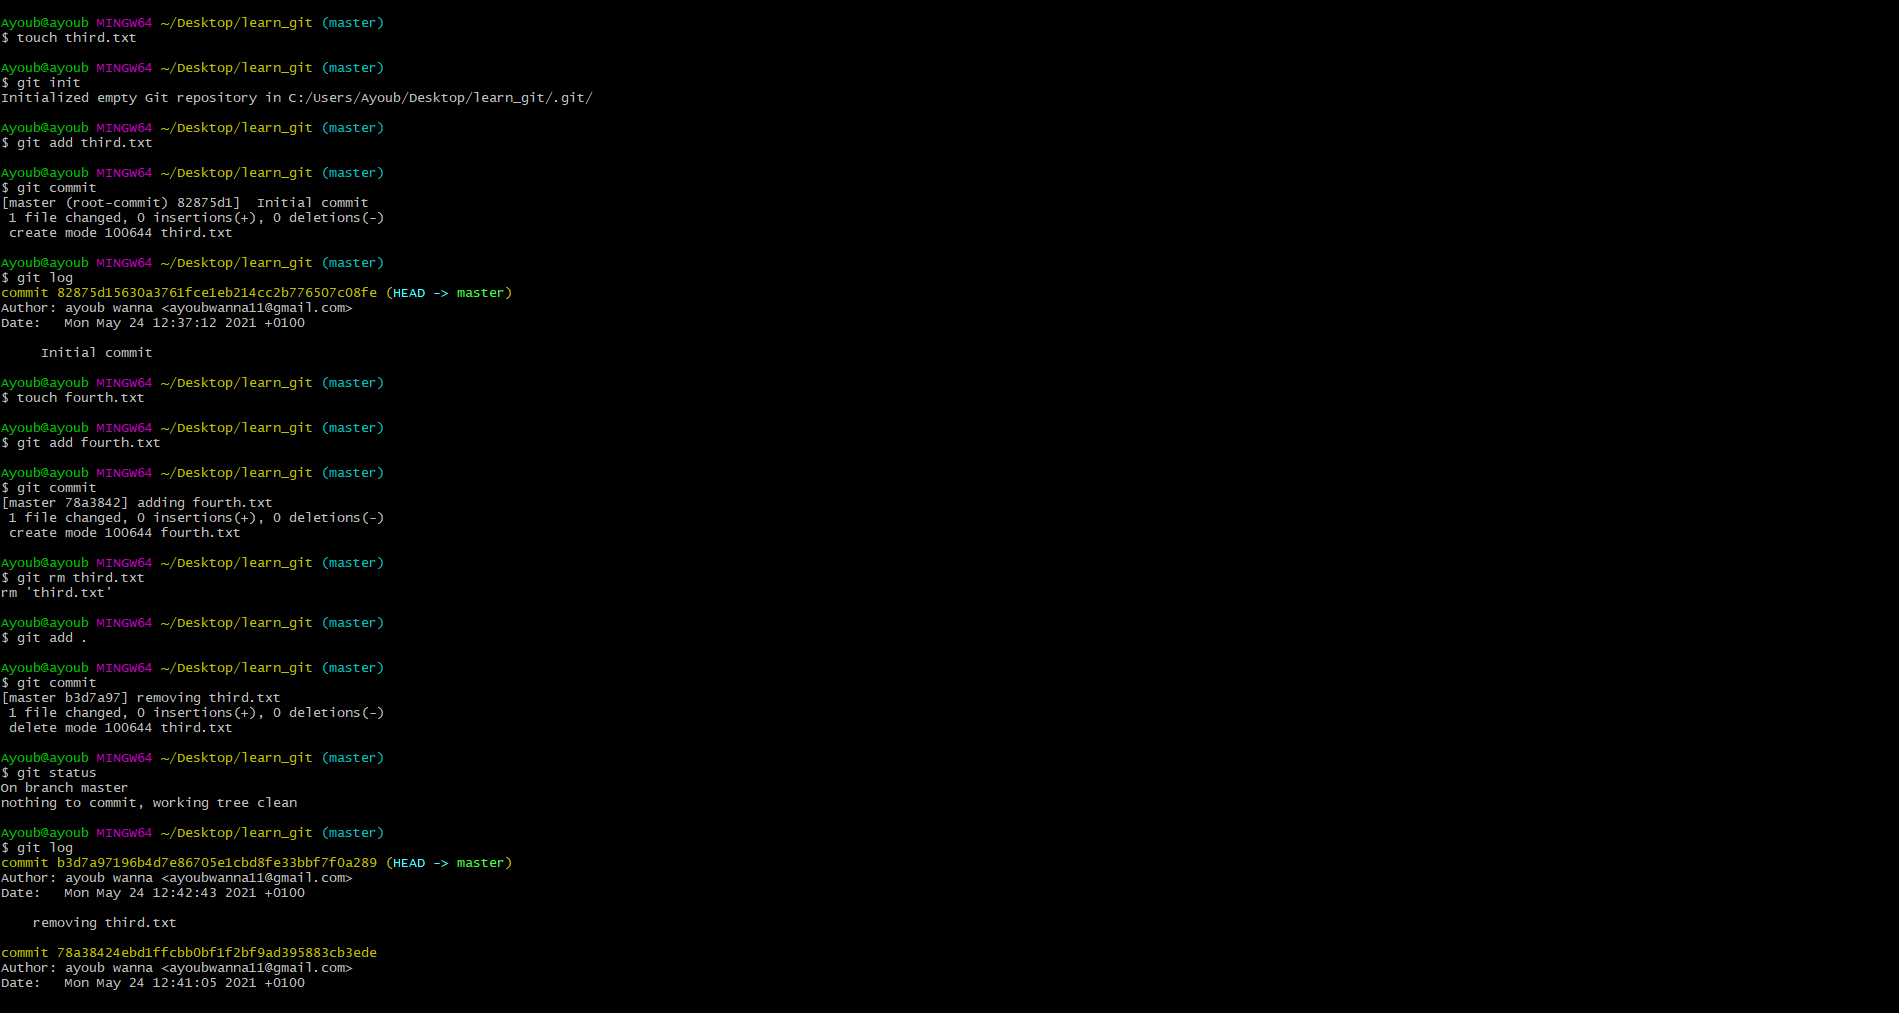 Ayoub@ayoub MINGW64 ~/Desktop/learn_git (master)
$ touch third.txt
Ayoub@ayoub MINGW64 ~/Desktop/learn_git (master)
$ git init
Initialized empty Git repository in C:/Users/Ayoub/Desktop/learn_git/.git/
Ayoub@ayoub MINGW64 ~/Desktop/learn_git (master)
$ git add third.txt
Ayoub@ayoub MINGW64 ~/Desktop/learn_git (master)
$ git commit
[master (root-commit) 82875d1]  Initial commit
 1 file changed, 0 insertions(+), 0 deletions(-)
 create mode 100644 third.txt
Ayoub@ayoub MINGW64 ~/Desktop/learn_git (master)
$ git log
commit 82875d15630a3761fce1eb214cc2b776507c08fe (HEAD -> master)
Author: ayoub wanna <ayoubwanna11@gmail.com>
Date:   Mon May 24 12:37:12 2021 +0100
     Initial commit
Ayoub@ayoub MINGW64 ~/Desktop/learn_git (master)
$ touch fourth.txt
Ayoub@ayoub MINGW64 ~/Desktop/learn_git (master)
$ git add fourth.txt
Ayoub@ayoub MINGW64 ~/Desktop/learn_git (master)
$ git commit
[master 78a3842] adding fourth.txt
 1 file changed, 0 insertions(+), 0 deletions(-)
 create mode 100644 fourth.txt
Ayoub@ayoub MINGW64 ~/Desktop/learn_git (master)
$ git rm third.txt
rm 'third.txt'
Ayoub@ayoub MINGW64 ~/Desktop/learn_git (master)
$ git add .
Ayoub@ayoub MINGW64 ~/Desktop/learn_git (master)
$ git commit
[master b3d7a97] removing third.txt
 1 file changed, 0 insertions(+), 0 deletions(-)
 delete mode 100644 third.txt
Ayoub@ayoub MINGW64 ~/Desktop/learn_git (master)
$ git status
On branch master
nothing to commit, working tree clean
Ayoub@ayoub MINGW64 ~/Desktop/learn_git (master)
$ git log
commit b3d7a97196b4d7e86705e1cbd8fe33bbf7f0a289 (HEAD -> master)
Author: ayoub wanna <ayoubwanna11@gmail.com>
Date:   Mon May 24 12:42:43 2021 +0100
    removing third.txt
commit 78a38424ebd1ffcbb0bf1f2bf9ad395883cb3ede
Author: ayoub wanna <ayoubwanna11@gmail.com>
Date:   Mon May 24 12:41:05 2021 +0100